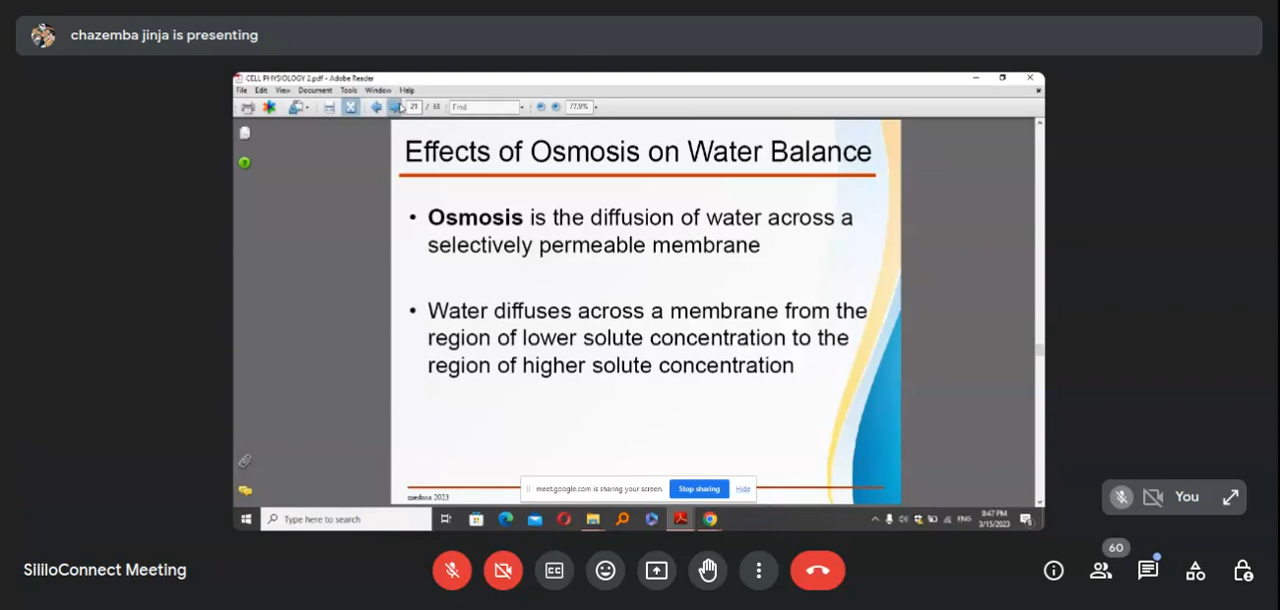 chazemba jinja is presenting
CELL PHYSIOLOGY 2.pdf - Adobe Reader
File Edit View Document Tools Window Help
21 / 33 Find 77.9%
Effects of Osmosis on Water Balance
• Osmosis is the diffusion of water across a
selectively permeable membrane
• Water diffuses across a membrane from the
region of lower solute concentration to the
region of higher solute concentration
meet.google.com is sharing your screen. Stop sharing Hide
2023
You
Type here to search
ENG
9:47 PM
3/15/2023
60
SililoConnect Meeting